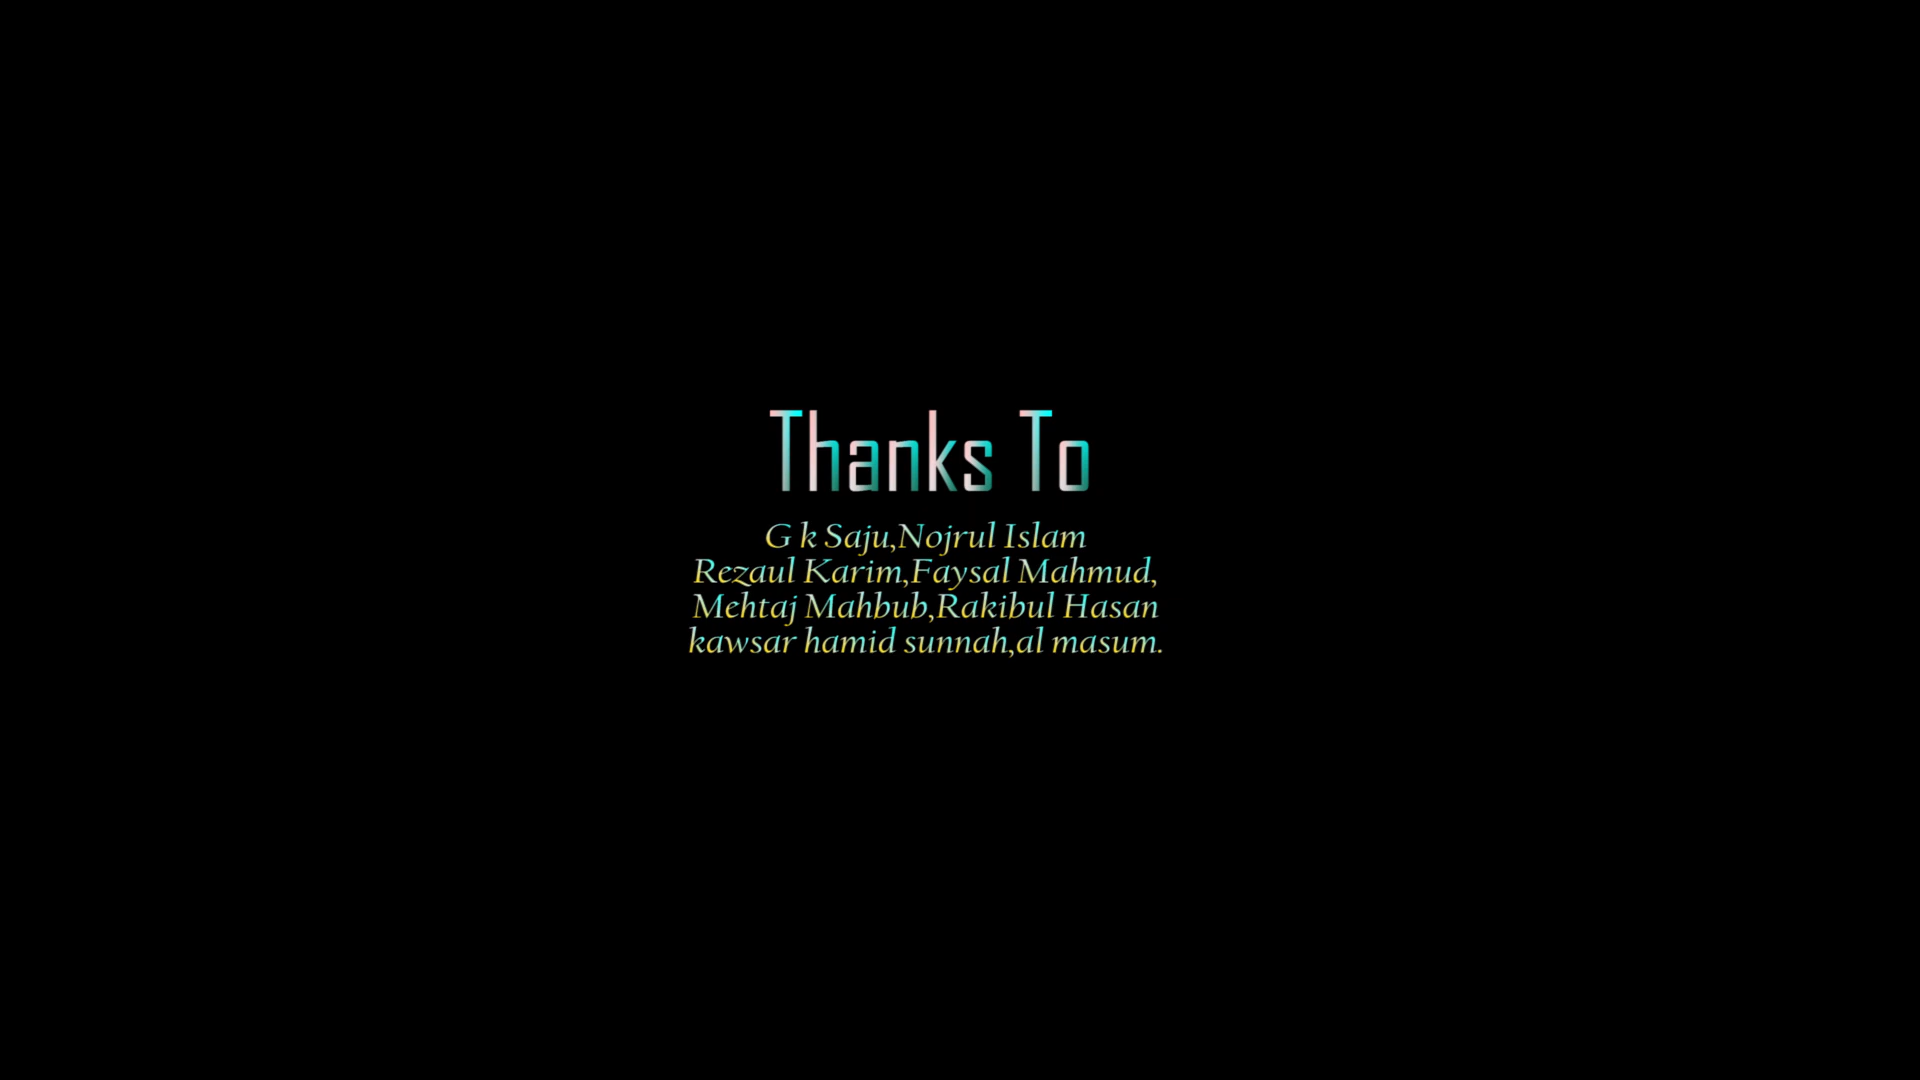 Thanks To
G k Saju,Nojrul Islam
Rezaul Karim,Faysal Mahmud,
Mehtaj Mahbub,Rakibul Hasan
kawsar hamid sunnah,al masum.